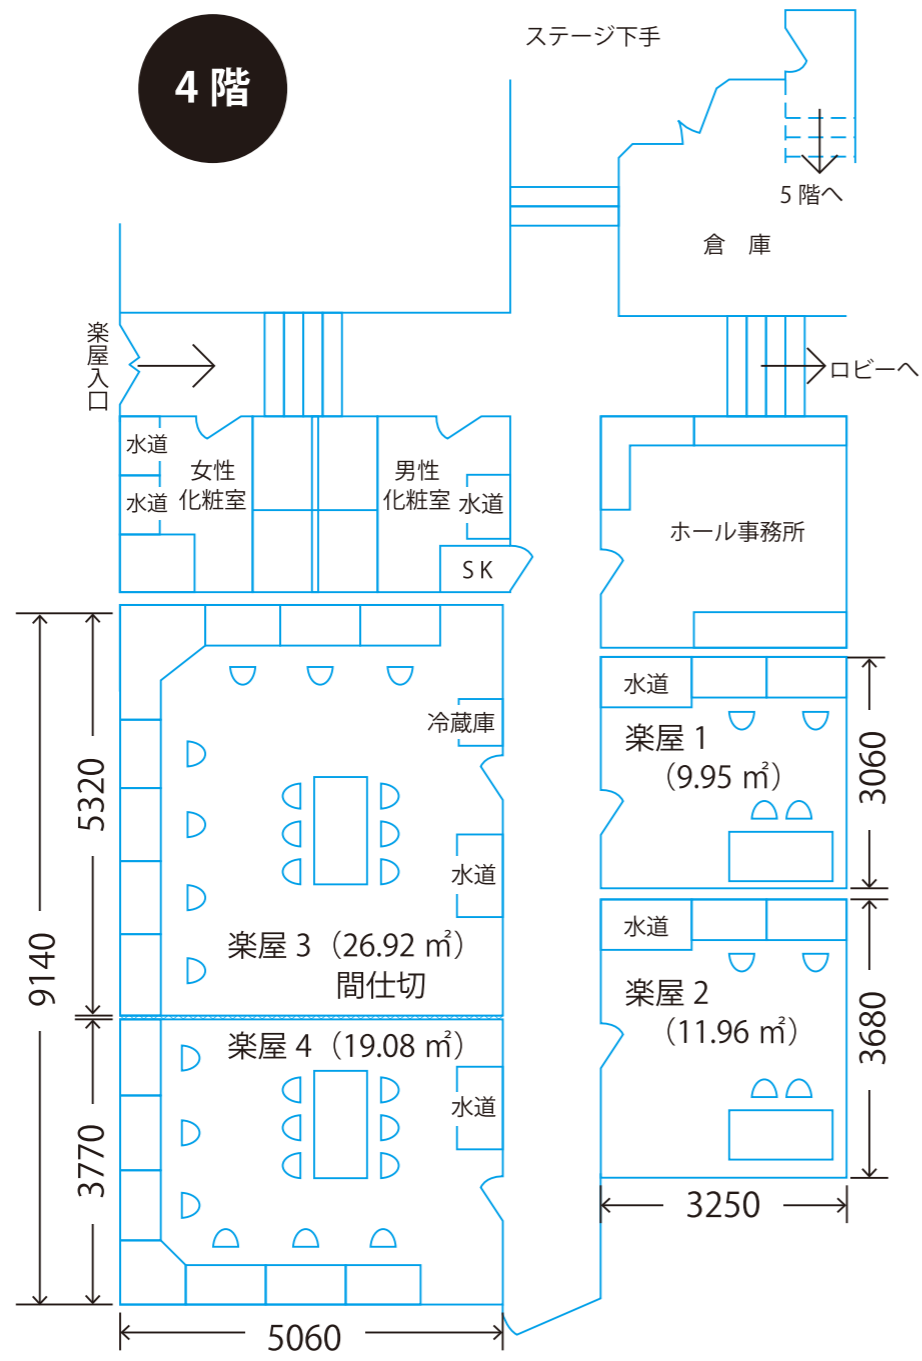 4 階
ステージ下手
5 階へ
倉　庫
楽屋入口
ロビーへ
水道
女性
化粧室
水道
男性
化粧室
水道
ＳＫ
ホール事務所
水道
楽屋 1
（9.95 ㎡）
3060
冷蔵庫
水道
楽屋 3（26.92 ㎡）
間仕切
5320
9140
水道
楽屋 2
（11.96 ㎡）
3680
3250
楽屋 4（19.08 ㎡）
水道
3770
5060